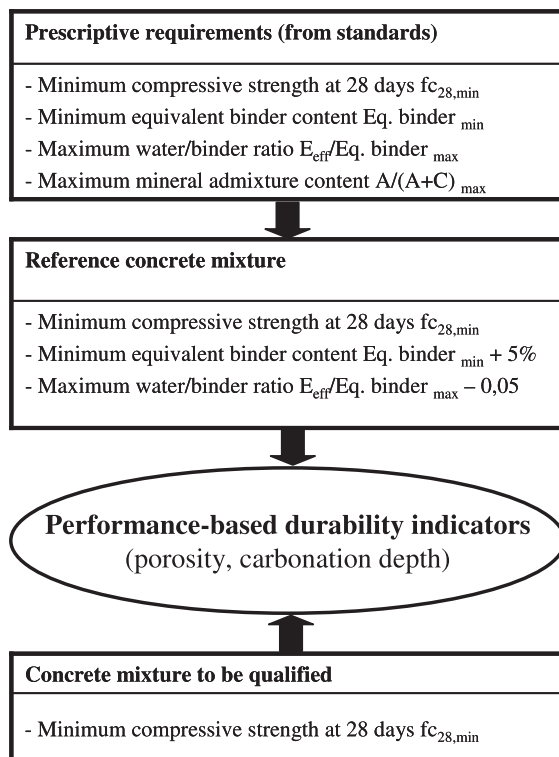 Prescriptive requirements (from standards)
- Minimum compressive strength at 28 days fc28,min
- Minimum equivalent binder content Eq. binder min
- Maximum water/binder ratio Eeff/Eq. binder max
- Maximum mineral admixture content A/(A+C) max
Reference concrete mixture
- Minimum compressive strength at 28 days fc28,min
- Minimum equivalent binder content Eq. binder min + 5%
- Maximum water/binder ratio Eeff/Eq. binder max – 0,05
Performance-based durability indicators
(porosity, carbonation depth)
Concrete mixture to be qualified
- Minimum compressive strength at 28 days fc28,min